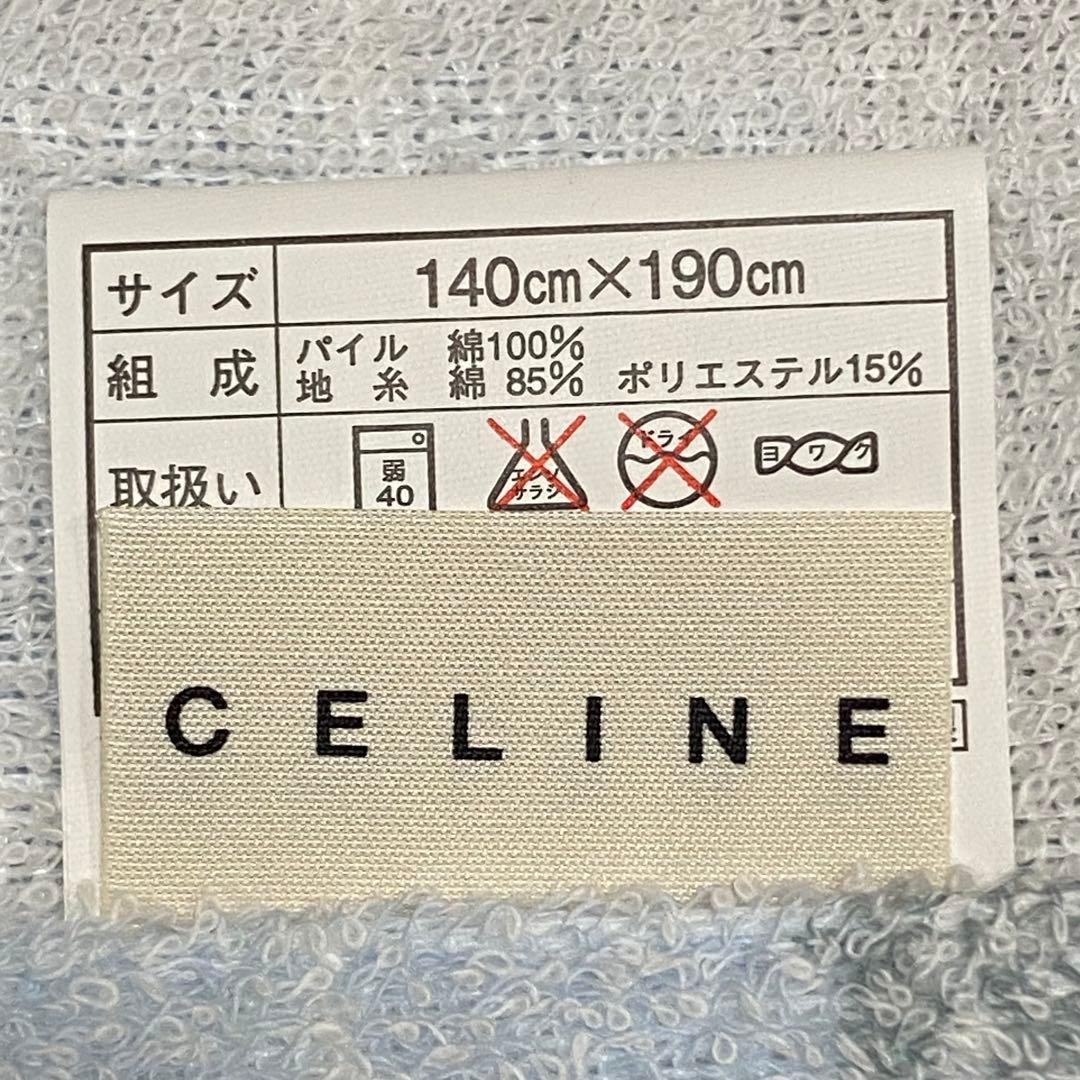 サイズ 140cm×190cm
組 成 パイル 綿100%
地 糸 綿 85% ポリエステル15%
取扱い 弱 40 エンソ サラシ ドライ ヨワク
CELINE